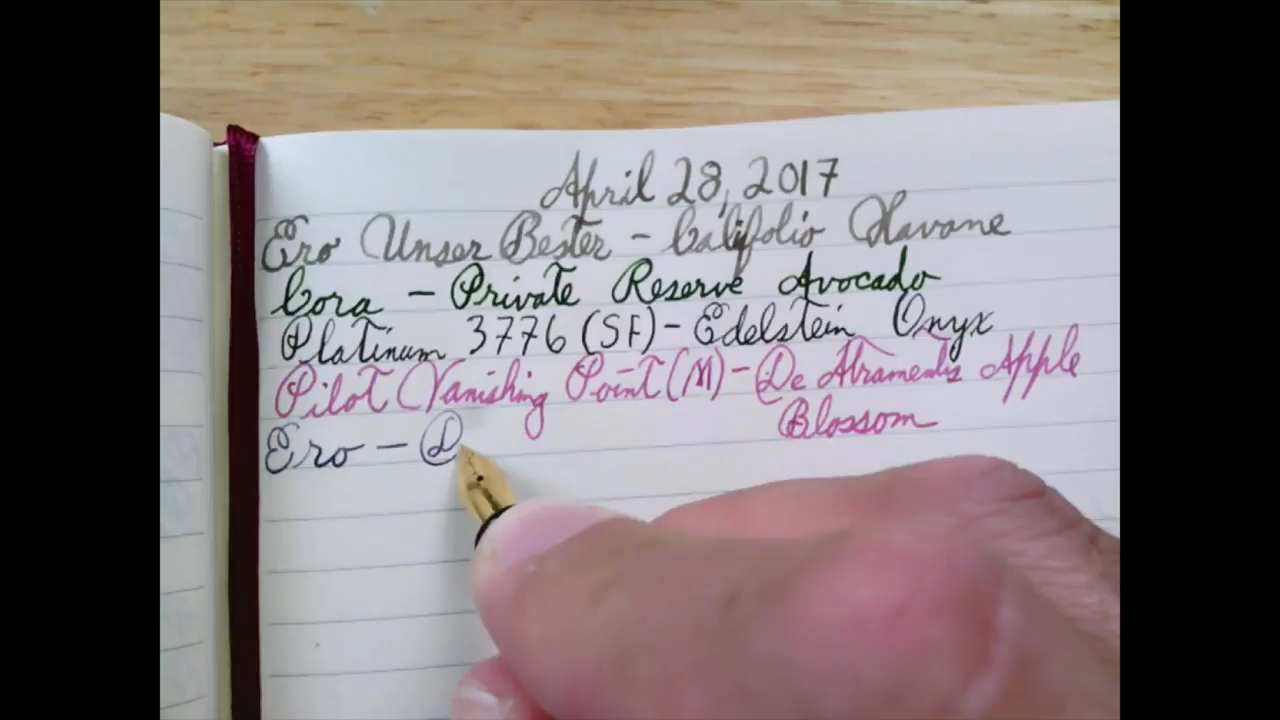 April 28, 2017
Ero Unser Bester - Califolio Havane
Cora - Private Reserve Avocado
Platinum 3776 (SF) - Edelstein Onyx
Pilot Vanishing Point (M) - De Atramentis Apple
Blossom
Ero - D